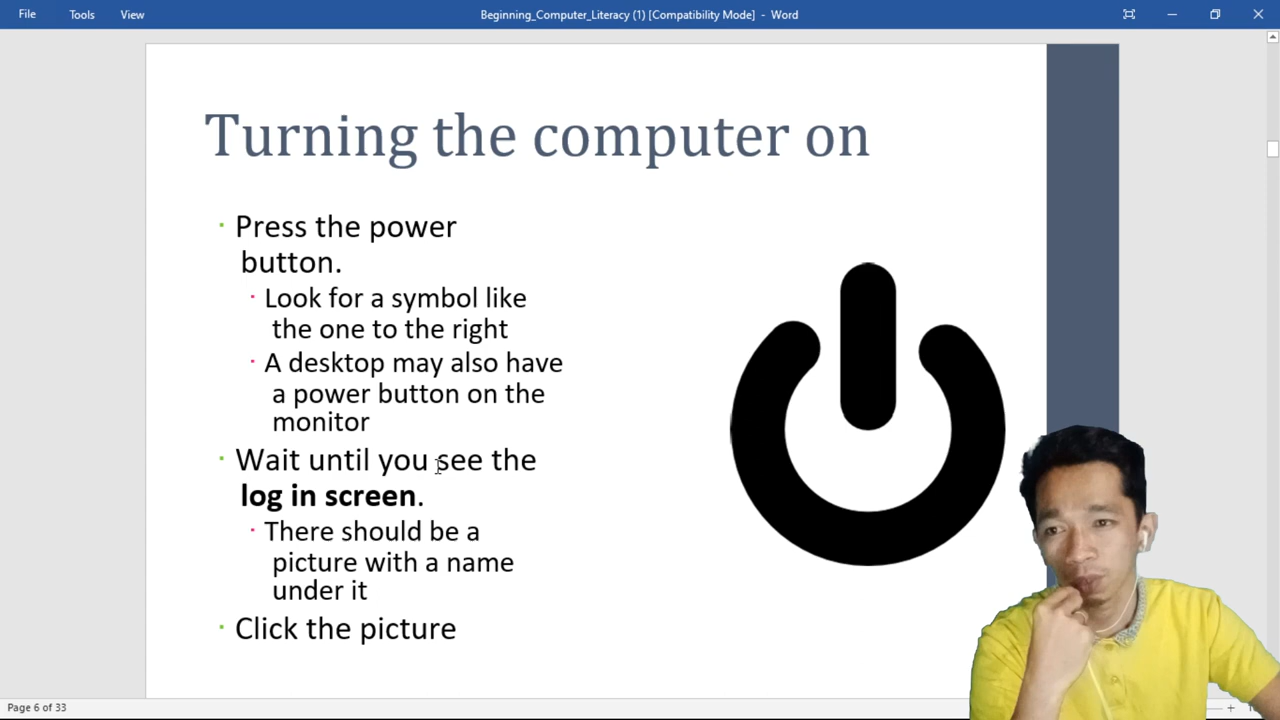 File Tools View Beginning_Computer_Literacy (1) [Compatibility Mode] - Word
Turning the computer on
· Press the power
button.
· Look for a symbol like
the one to the right
· A desktop may also have
a power button on the
monitor
· Wait until you see the
log in screen.
· There should be a
picture with a name
under it
· Click the picture
Page 6 of 33